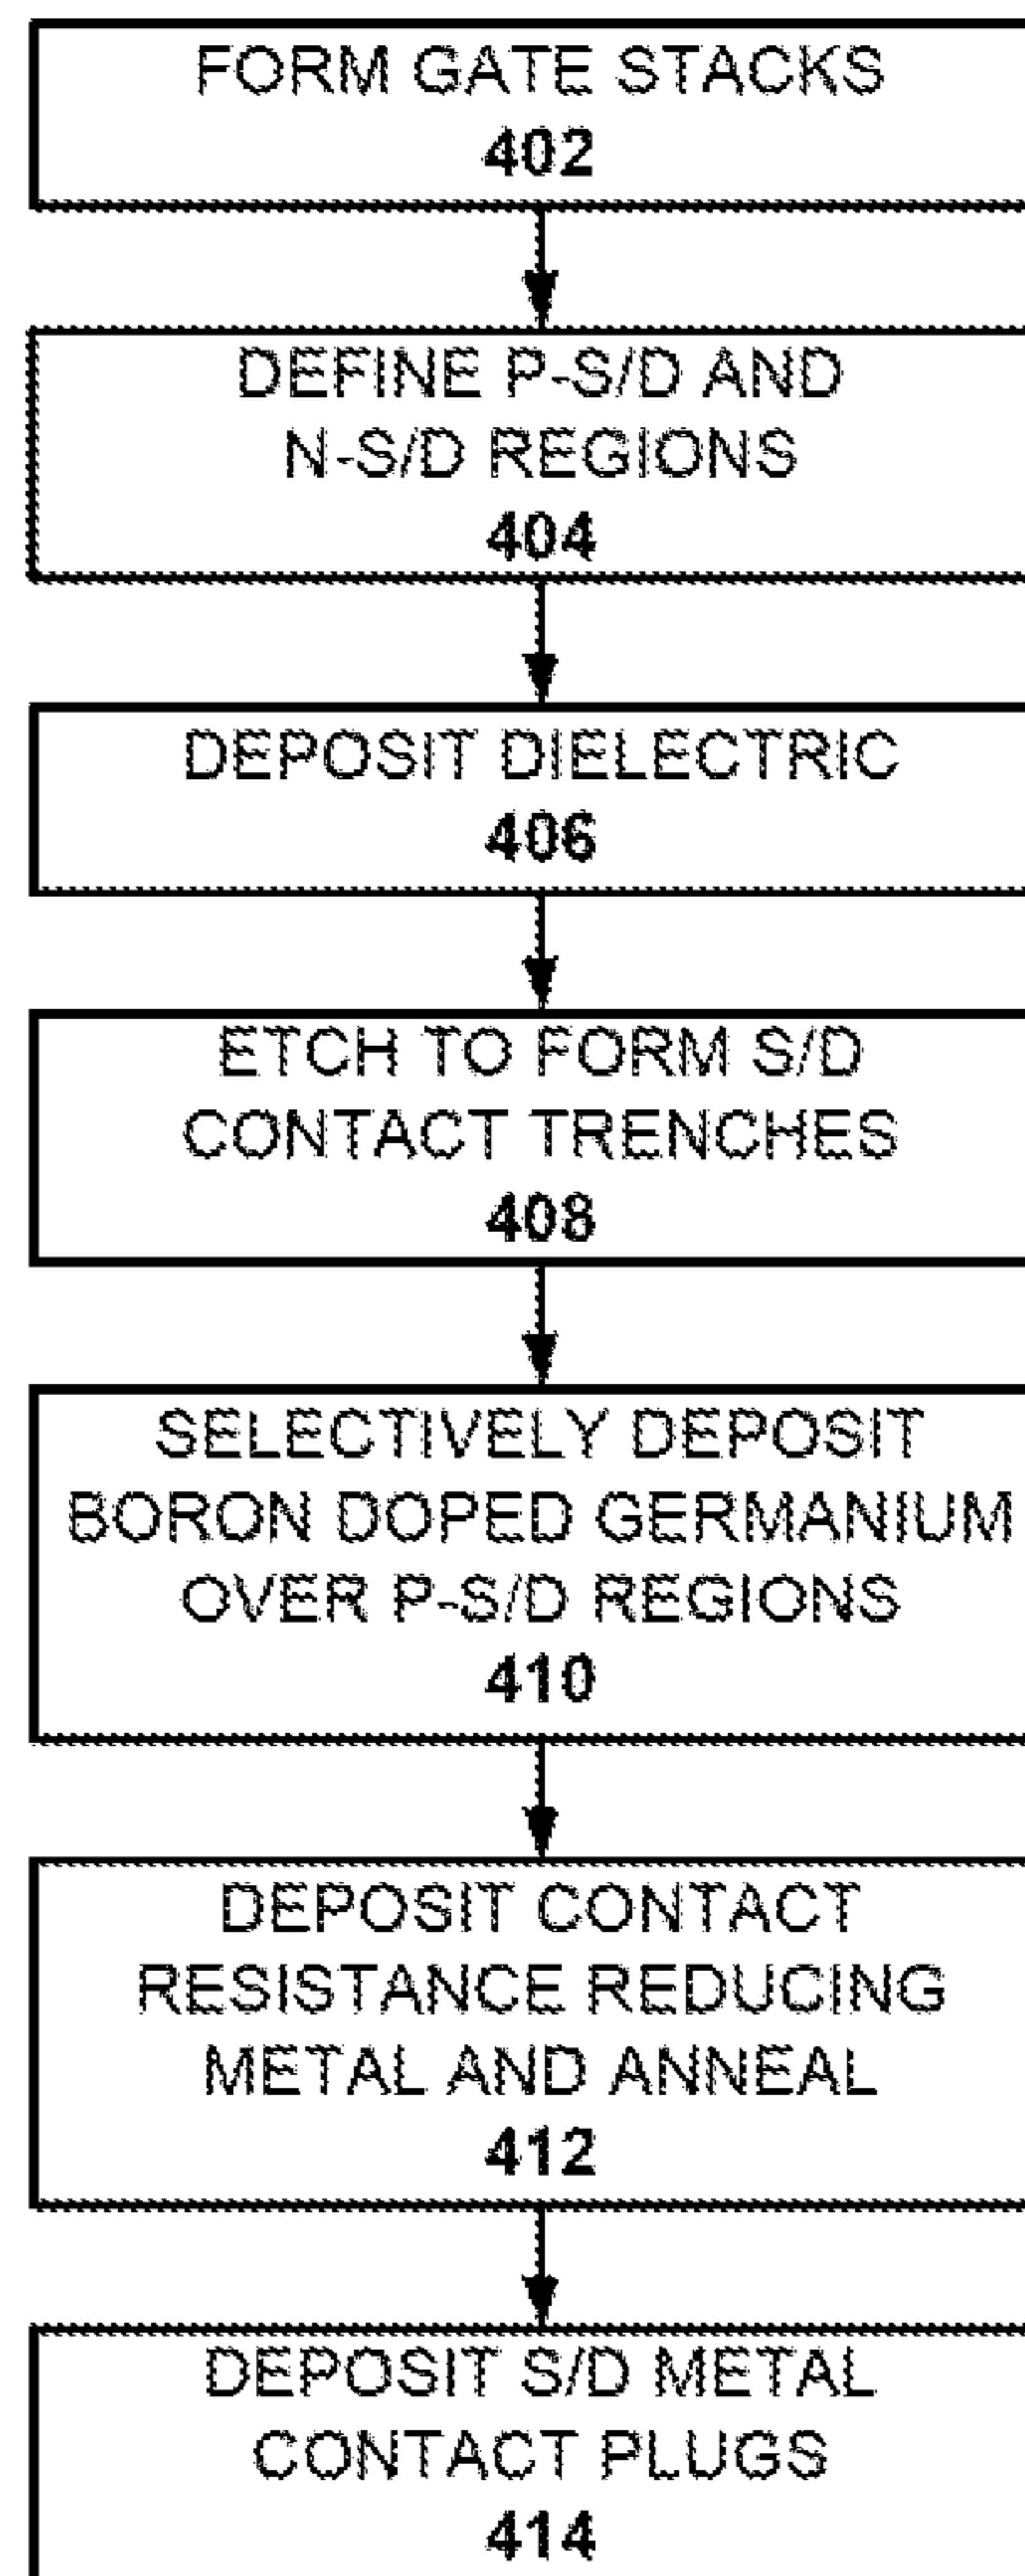 FORM GATE STACKS
402
DEFINE P-S/D AND
N-S/D REGIONS
404
DEPOSIT DIELECTRIC
406
ETCH TO FORM S/D
CONTACT TRENCHES
408
SELECTIVELY DEPOSIT
BORON DOPED GERMANIUM
OVER P-S/D REGIONS
410
DEPOSIT CONTACT
RESISTANCE REDUCING
METAL AND ANNEAL
412
DEPOSIT S/D METAL
CONTACT PLUGS
414